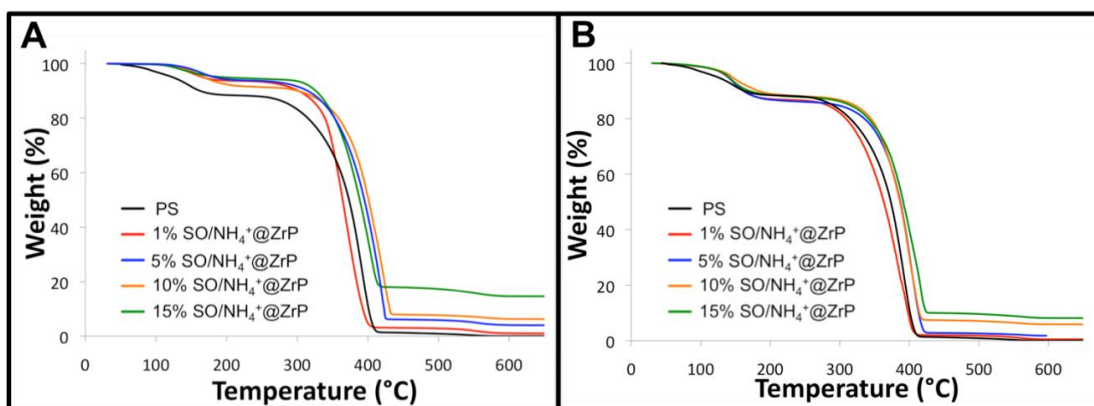 A
Weight (%)
100
80
60
40
20
0
PS
1% SO/NH₄⁺@ZrP
5% SO/NH₄⁺@ZrP
10% SO/NH₄⁺@ZrP
15% SO/NH₄⁺@ZrP
0 100 200 300 400 500 600
Temperature (°C)
B
Weight (%)
100
80
60
40
20
0
PS
1% SO/NH₄⁺@ZrP
5% SO/NH₄⁺@ZrP
10% SO/NH₄⁺@ZrP
15% SO/NH₄⁺@ZrP
0 100 200 300 400 500 600
Temperature (°C)